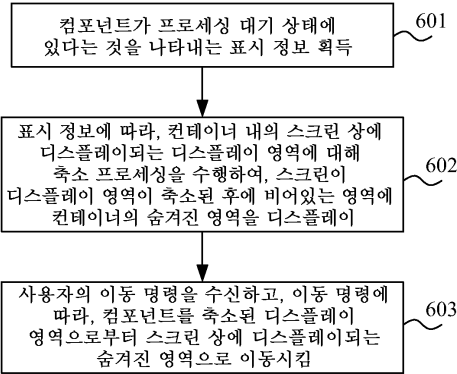 컴포넌트가 프로세싱 대기 상태에
있다는 것을 나타내는 표시 정보 획득
601
표시 정보에 따라, 컨테이너 내의 스크린 상에
디스플레이되는 디스플레이 영역에 대해
축소 프로세싱을 수행하여, 스크린이
디스플레이 영역이 축소된 후에 비어있는 영역에
컨테이너의 숨겨진 영역을 디스플레이
602
사용자의 이동 명령을 수신하고, 이동 명령에
따라, 컴포넌트를 축소된 디스플레이
영역으로부터 스크린 상에 디스플레이되는
숨겨진 영역으로 이동시킴
603